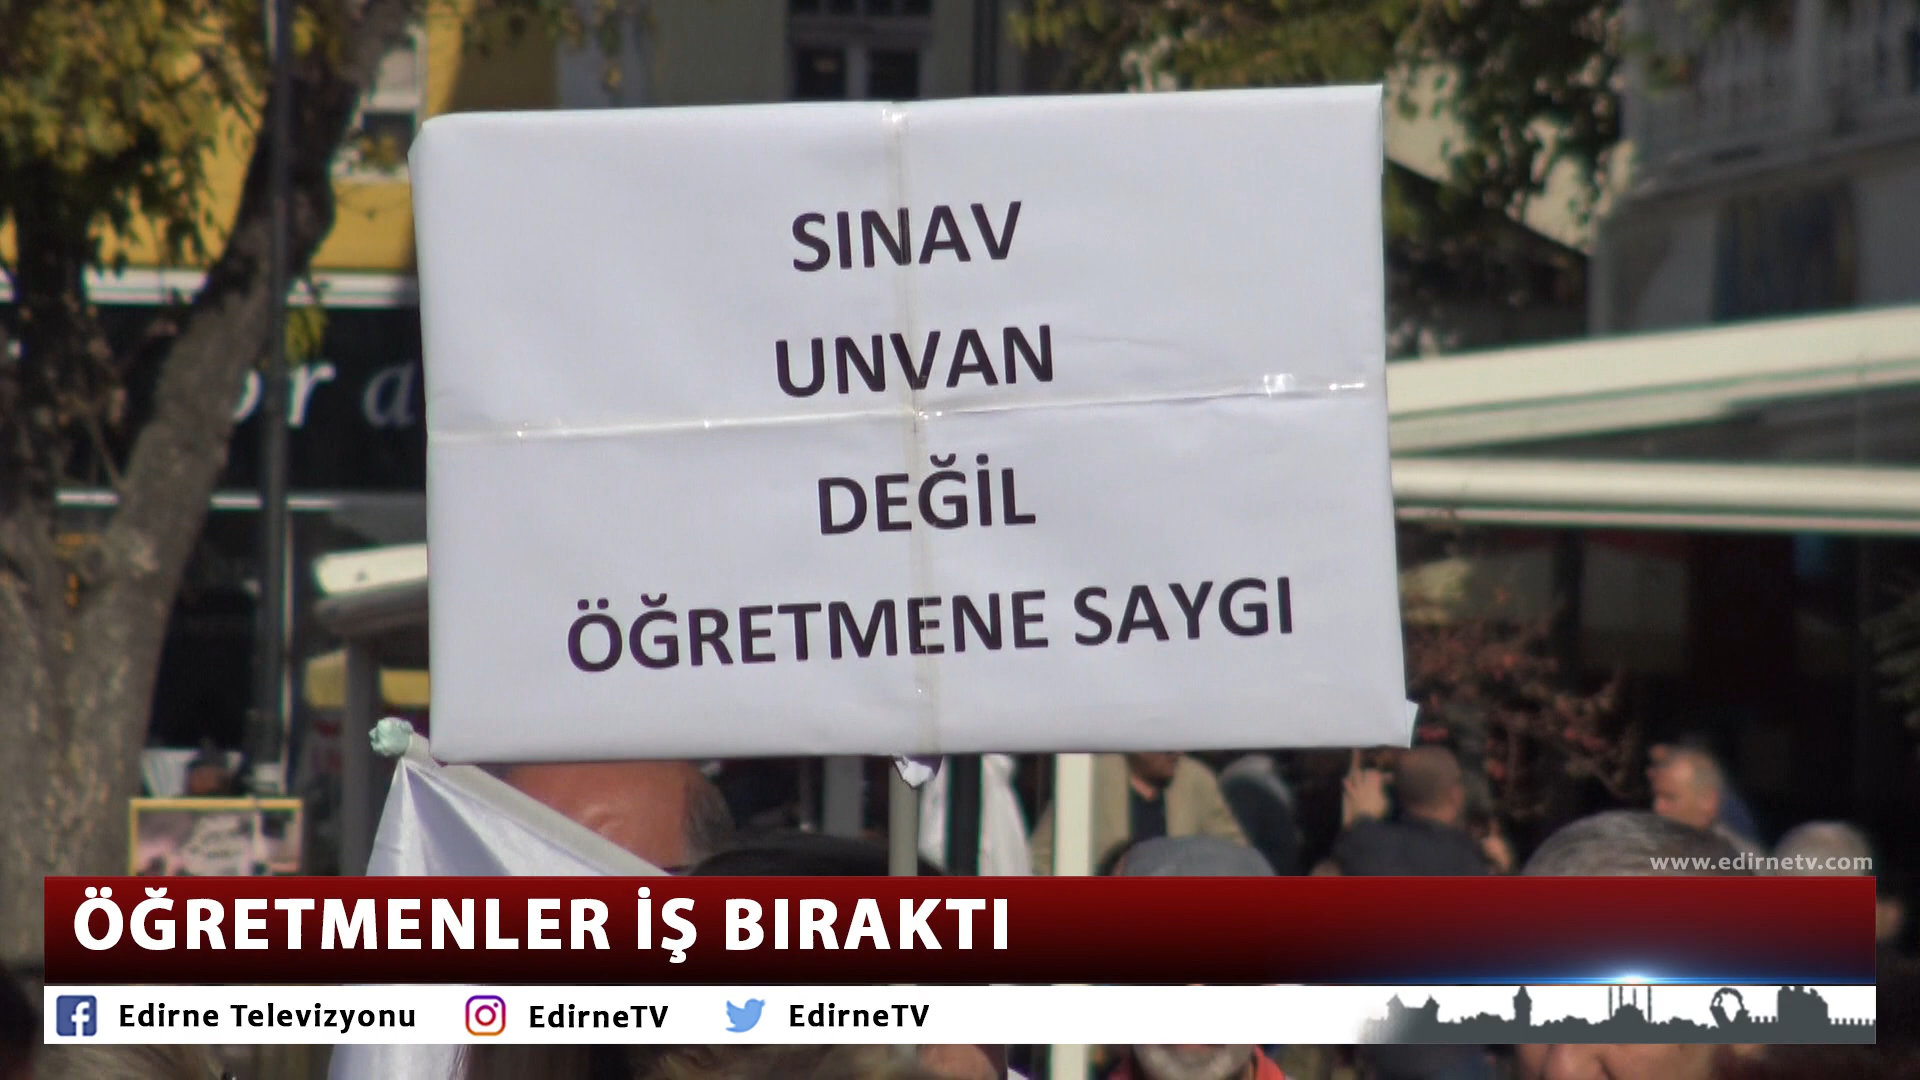 SINAV
UNVAN
DEĞİL
ÖĞRETMENE SAYGI
www.edirnetv.com
ÖĞRETMENLER İŞ BIRAKTI
Edirne Televizyonu EdirneTV EdirneTV